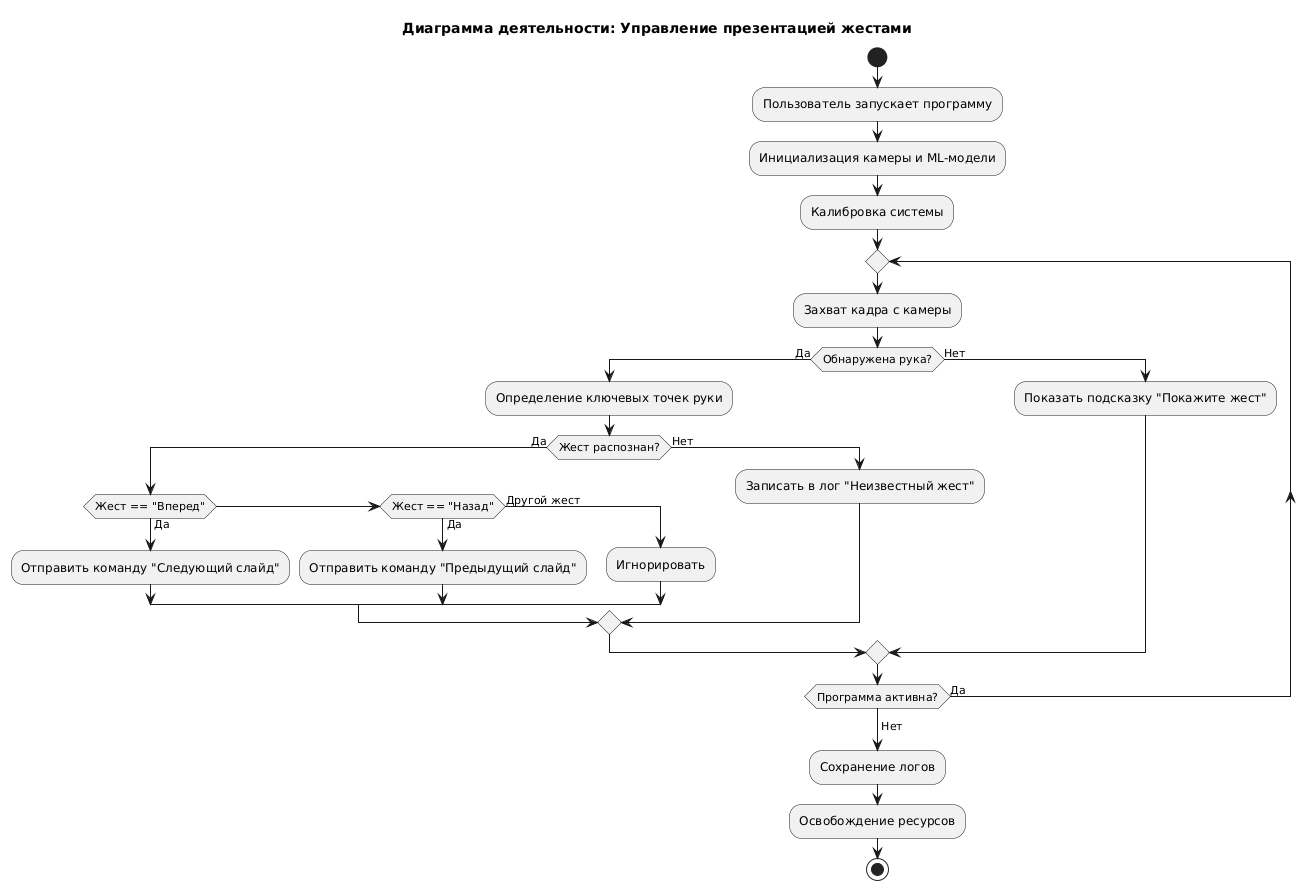 Диаграмма деятельности: Управление презентацией жестами
Пользователь запускает программу
Инициализация камеры и ML-модели
Калибровка системы
Захват кадра с камеры
Да
Обнаружена рука?
Нет
Определение ключевых точек руки
Показать подсказку "Покажите жест"
Да
Жест распознан?
Нет
Записать в лог "Неизвестный жест"
Жест == "Вперед"
Жест == "Назад"
Другой жест
Да
Да
Отправить команду "Следующий слайд"
Отправить команду "Предыдущий слайд"
Игнорировать
Программа активна?
Да
Нет
Сохранение логов
Освобождение ресурсов